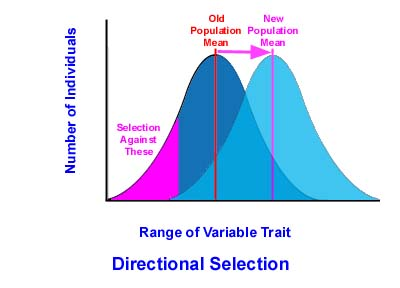 Old
Population
Mean
New
Population
Mean
Number of Individuals
Selection
Against
These
Range of Variable Trait
Directional Selection